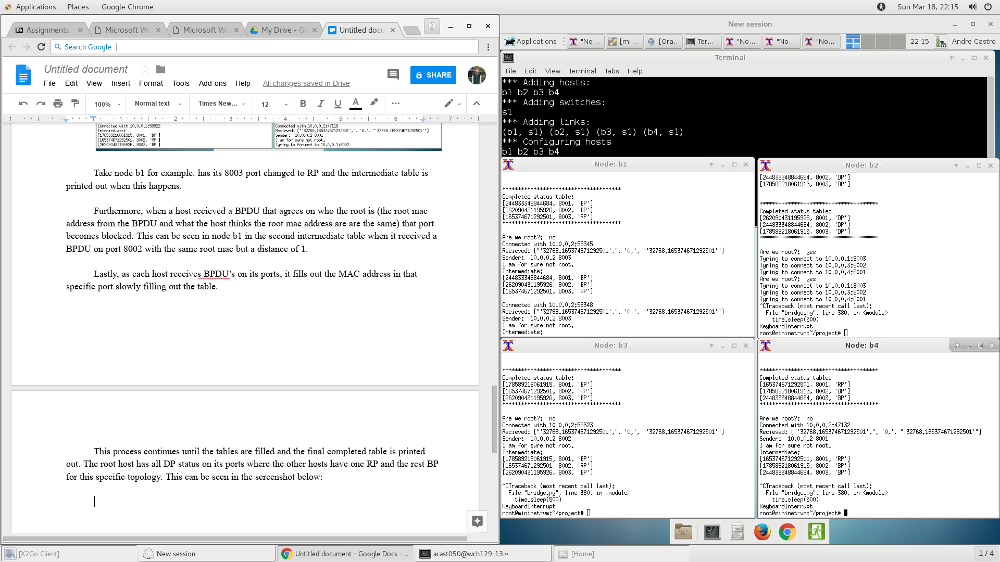 Applications Places Google Chrome Sun Mar 18, 22:15
Assignments Microsoft Wo Microsoft Wo My Drive - Go Untitled docu
Search Google
Untitled document
File Edit View Insert Format Tools Add-ons Help All changes saved in Drive
SHARE
100% Normal text Times New... 12 B I U A
1 1 2 3 4 5 6 7
Connected with 10.0.0.1:59922
Intermediate:
[178589218061915, 8001, 'DP']
[165374671292501, 8002, 'RP']
[262090431195926, 8003, 'BP']
Connected with 10.0.0.2:47116
Recieved: ["'32768.165374671292501',", '0,', "'32768.165374671292501'"]
Sender:  10.0.0.2 8001
I am for sure not root.
Tyring to forward to 10.0.0.1:8002
Take node b1 for example. has its 8003 port changed to RP and the intermediate table is
printed out when this happens.
Furthermore, when a host recieved a BPDU that agrees on who the root is (the root mac
address from the BPDU and what the host thinks the root mac address are are the same) that port
becomes blocked. This can be seen in node b1 in the second intermediate table when it received a
BPDU on port 8002 with the same root mac but a distance of 1.
Lastly, as each host receives BPDU's on its ports, it fills out the MAC address in that
specific port slowly filling out the table.
This process continues until the tables are filled and the final completed table is printed
out. The root host has all DP status on its ports where the other hosts have one RP and the rest BP
for this specific topology. This can be seen in the screenshot below:
New session
Applications "No... [mi... [Ora... Ter... "No... "No... "No... 22:15 Andre Castro
Terminal
File Edit View Terminal Tabs Help
*** Adding hosts:
b1 b2 b3 b4
*** Adding switches:
s1
*** Adding links:
(b1, s1) (b2, s1) (b3, s1) (b4, s1)
*** Configuring hosts
b1 b2 b3 b4
"Node: b1"
**************************************
Completed status table:
[244833348844684, 8001, 'BP']
[262090431195926, 8002, 'BP']
[165374671292501, 8003, 'RP']
**************************************
Are we root?:  no
Connected with 10.0.0.2:58345
Recieved: ["'32768.165374671292501',", '0,', "'32768.165374671292501'"]
Sender:  10.0.0.2 8003
I am for sure not root.
Intermediate:
[244833348844684, 8001, 'BP']
[262090431195926, 8002, 'BP']
[165374671292501, 8003, 'RP']
Connected with 10.0.0.2:58348
Recieved: ["'32768.165374671292501',", '0,', "'32768.165374671292501'"]
Sender:  10.0.0.2 8003
I am for sure not root.
Intermediate:
"Node: b2"
[244833348844684, 8002, 'DP']
[178589218061915, 8003, 'DP']
**************************************
Completed status table:
[262090431195926, 8001, 'DP']
[244833348844684, 8002, 'DP']
[178589218061915, 8003, 'DP']
**************************************
Are we root?:  yes
Tyring to connect to 10.0.0.1:8003
Tyring to connect to 10.0.0.3:8002
Tyring to connect to 10.0.0.4:8001
Are we root?:  yes
Tyring to connect to 10.0.0.1:8003
Tyring to connect to 10.0.0.3:8002
Tyring to connect to 10.0.0.4:8001
^CTraceback (most recent call last):
File "bridge.py", line 380, in <module>
time.sleep(500)
KeyboardInterrupt
root@mininet-vm:~/project#
"Node: b3"
**************************************
Completed status table:
[178589218061915, 8001, 'BP']
[165374671292501, 8002, 'RP']
[262090431195926, 8003, 'BP']
**************************************
Are we root?:  no
Connected with 10.0.0.2:59523
Recieved: ["'32768.165374671292501',", '0,', "'32768.165374671292501'"]
Sender:  10.0.0.2 8002
I am for sure not root.
Intermediate:
[178589218061915, 8001, 'BP']
[165374671292501, 8002, 'RP']
[262090431195926, 8003, 'BP']
^CTraceback (most recent call last):
File "bridge.py", line 380, in <module>
time.sleep(500)
KeyboardInterrupt
root@mininet-vm:~/project#
"Node: b4"
**************************************
Completed status table:
[165374671292501, 8001, 'RP']
[178589218061915, 8002, 'BP']
[244833348844684, 8003, 'BP']
**************************************
Are we root?:  no
Connected with 10.0.0.2:47132
Recieved: ["'32768.165374671292501',", '0,', "'32768.165374671292501'"]
Sender:  10.0.0.2 8001
I am for sure not root.
Intermediate:
[165374671292501, 8001, 'RP']
[178589218061915, 8002, 'BP']
[244833348844684, 8003, 'BP']
^CTraceback (most recent call last):
File "bridge.py", line 380, in <module>
time.sleep(500)
KeyboardInterrupt
root@mininet-vm:~/project#
[X2Go Client] New session Untitled document - Google Docs - ... acast050@wch129-13:~ [Home] 1 / 4